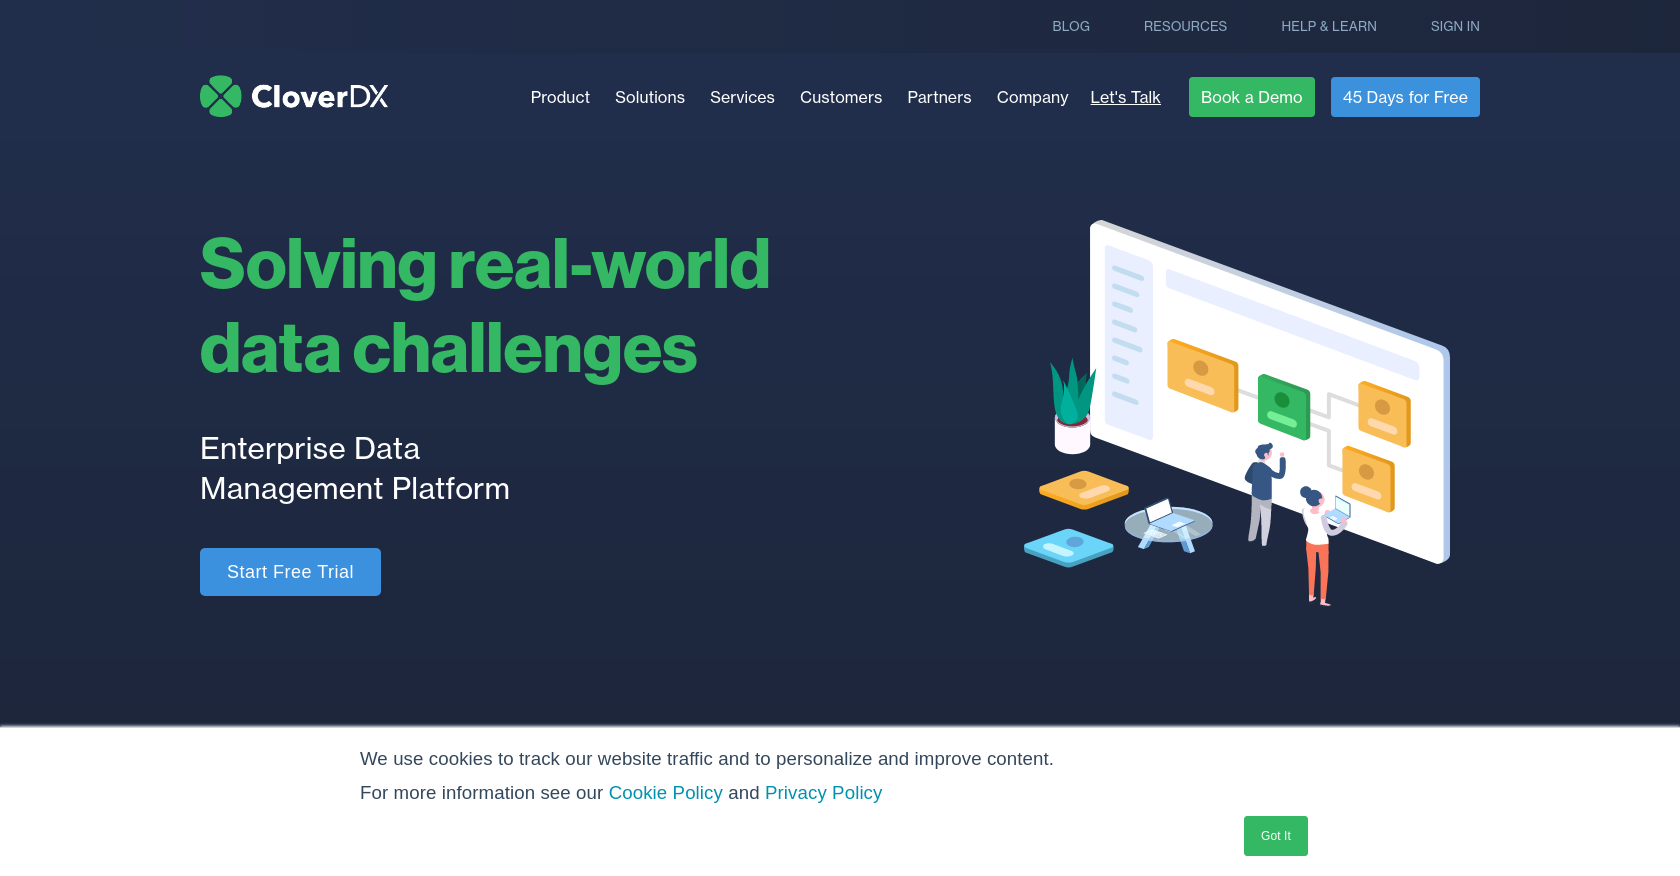 BLOG RESOURCES HELP & LEARN SIGN IN
CloverDX Product Solutions Services Customers Partners Company Let's Talk Book a Demo 45 Days for Free
Solving real-world
data challenges
Enterprise Data
Management Platform
Start Free Trial
We use cookies to track our website traffic and to personalize and improve content.
For more information see our Cookie Policy and Privacy Policy
Got It